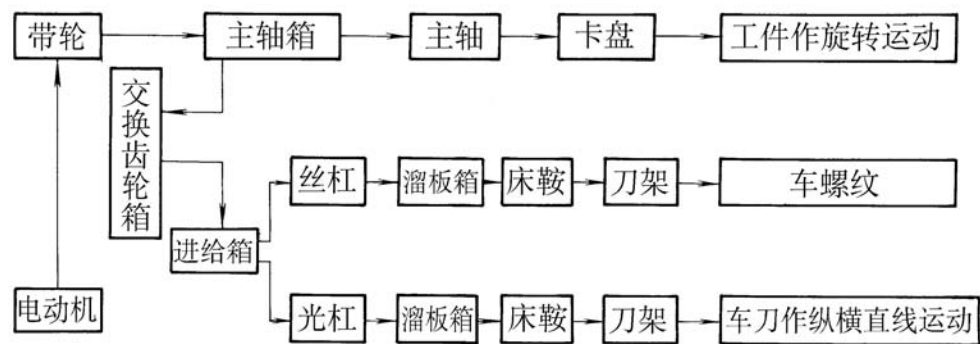 带轮
主轴箱
主轴
卡盘
工件作旋转运动
交换齿轮箱
丝杠
溜板箱
床鞍
刀架
车螺纹
进给箱
电动机
光杠
溜板箱
床鞍
刀架
车刀作纵横直线运动